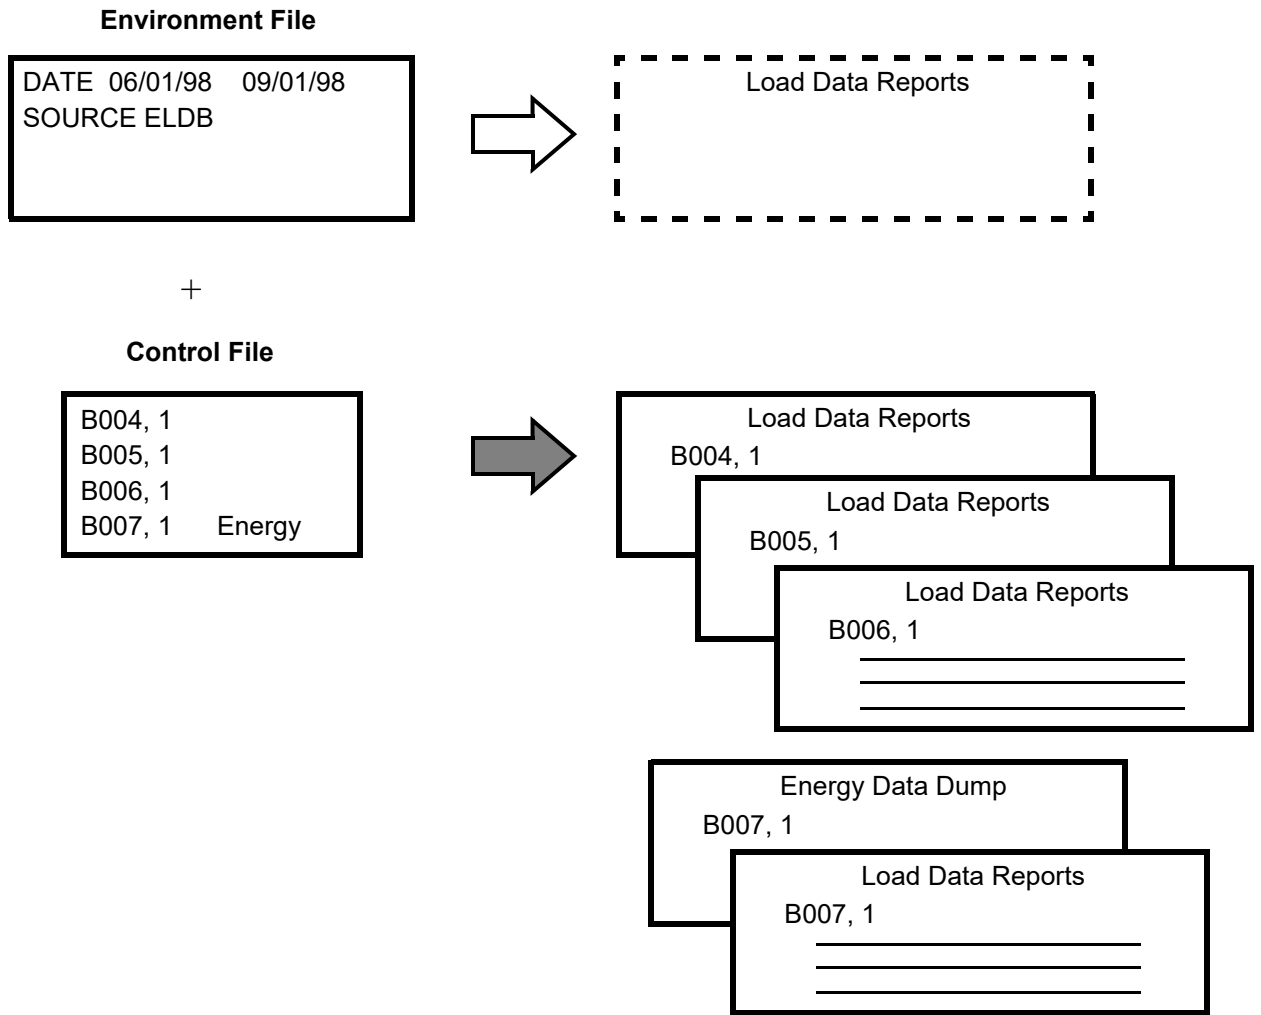 Environment File
DATE 06/01/98 09/01/98
SOURCE ELDB
Load Data Reports
+
Control File
B004, 1
B005, 1
B006, 1
B007, 1 Energy
Load Data Reports
B004, 1
Load Data Reports
B005, 1
Load Data Reports
B006, 1
Energy Data Dump
B007, 1
Load Data Reports
B007, 1